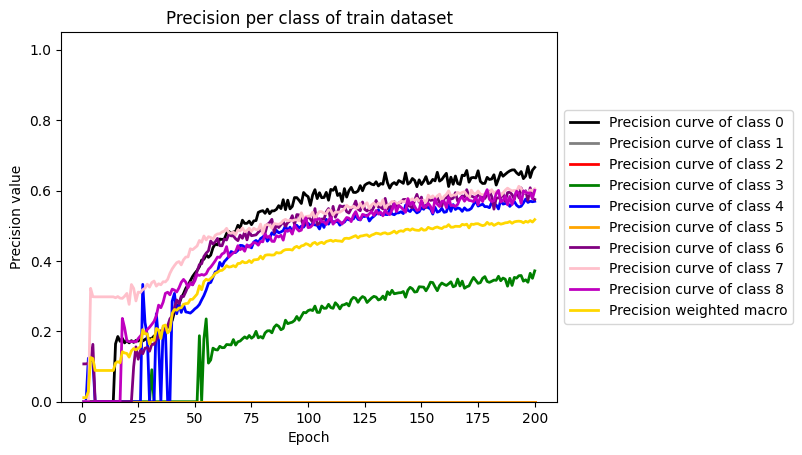 Precision per class of train dataset
Precision value
1.0
0.8
0.6
0.4
0.2
0.0
0
25
50
75
100
125
150
175
200
Epoch
Precision curve of class 0
Precision curve of class 1
Precision curve of class 2
Precision curve of class 3
Precision curve of class 4
Precision curve of class 5
Precision curve of class 6
Precision curve of class 7
Precision curve of class 8
Precision weighted macro